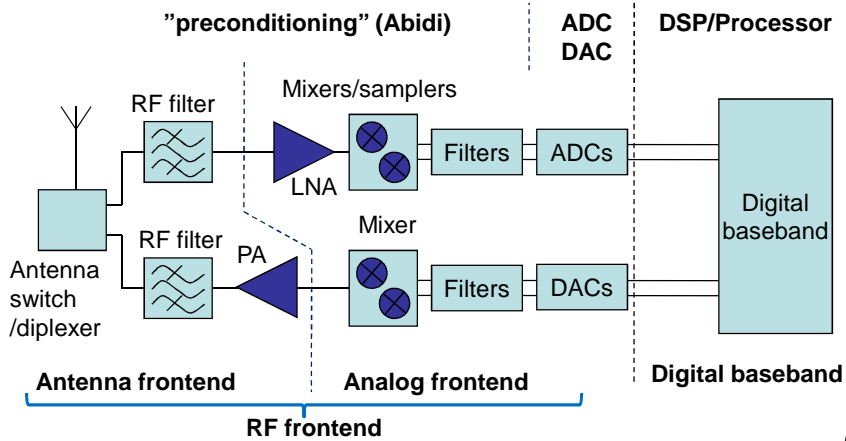 ”preconditioning” (Abidi)
ADC
DAC
DSP/Processor
Mixers/samplers
RF filter
LNA
Filters
ADCs
Digital
baseband
RF filter
PA
Mixer
Filters
DACs
Antenna
switch
/diplexer
Antenna frontend
Analog frontend
Digital baseband
RF frontend